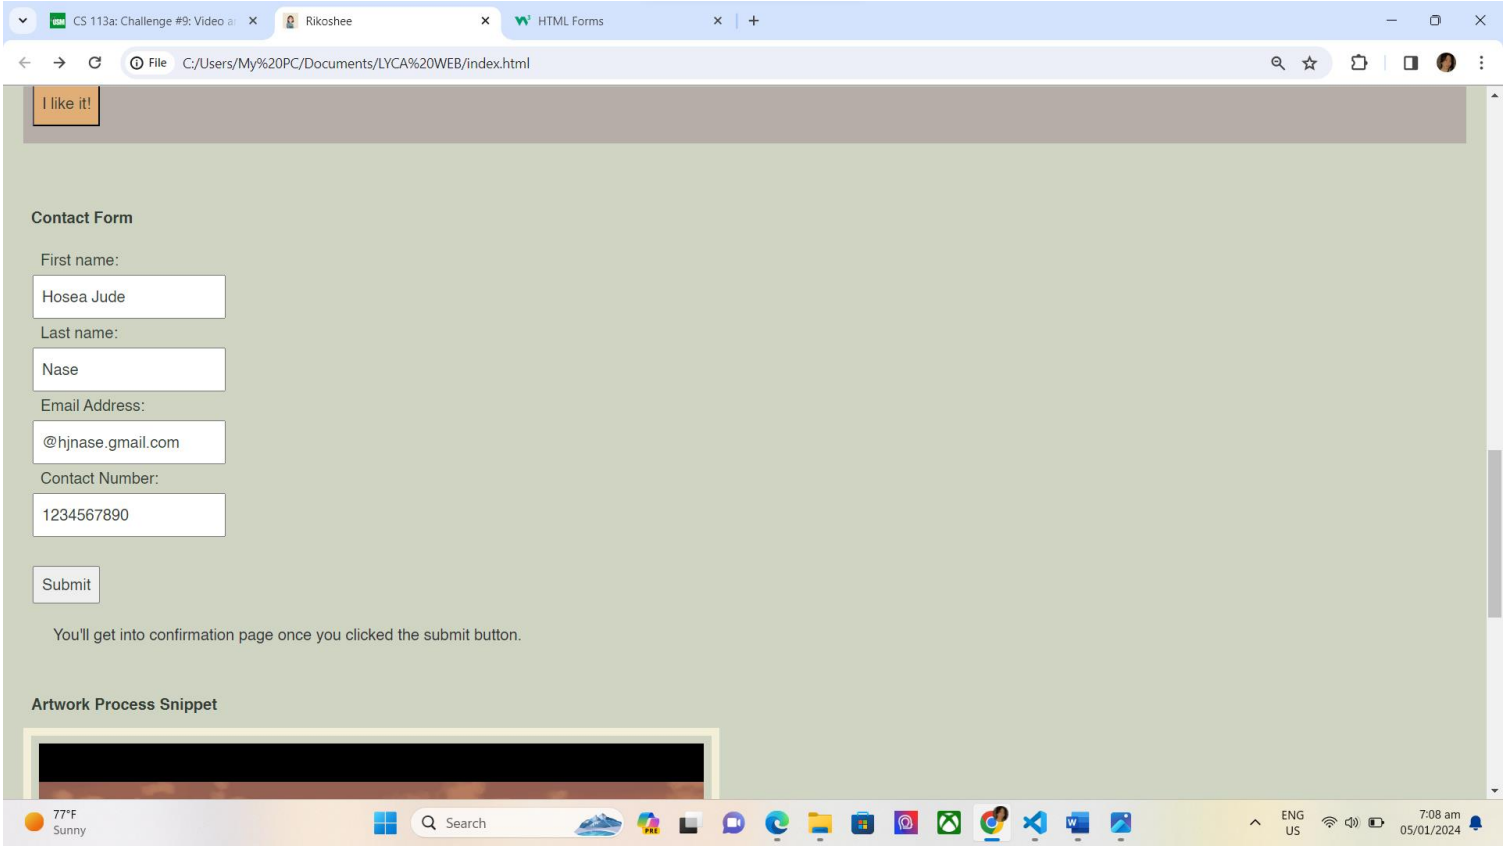 CS 113a: Challenge #9: Video a
Rikoshee
HTML Forms
File C:/Users/My%20PC/Documents/LYCA%20WEB/index.html
I like it!
Contact Form
First name:
Hosea Jude
Last name:
Nase
Email Address:
@hjnase.gmail.com
Contact Number:
1234567890
Submit
You'll get into confirmation page once you clicked the submit button.
Artwork Process Snippet
77°F
Sunny
Search
PRE
ENG
US
7:08 am
05/01/2024